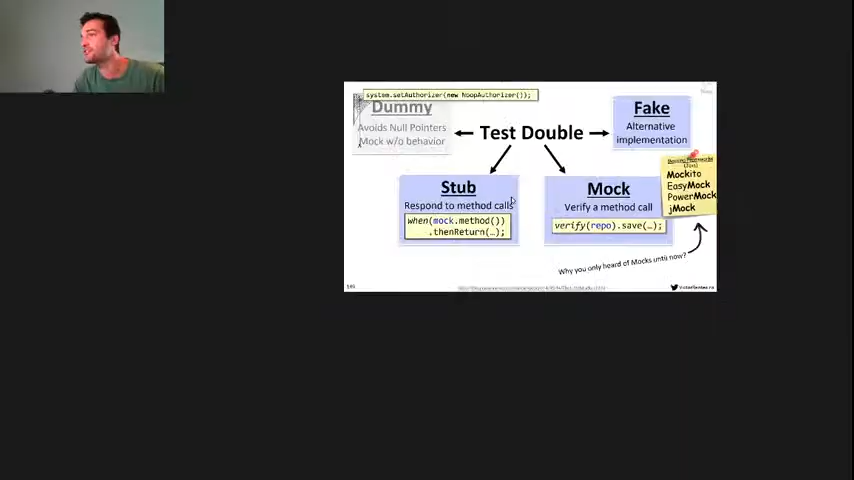 system.setAuthorizer(new NoopAuthorizer());
Dummy
Avoids Null Pointers
Mock w/o behavior
Test Double
Fake
Alternative
implementation
Stub
Respond to method calls
when(mock.method())
.thenReturn(…);
Mock
Verify a method call
verify(repo).save(…);
Mockito
EasyMock
PowerMock
jMock
Why you only heard of Mocks until now?